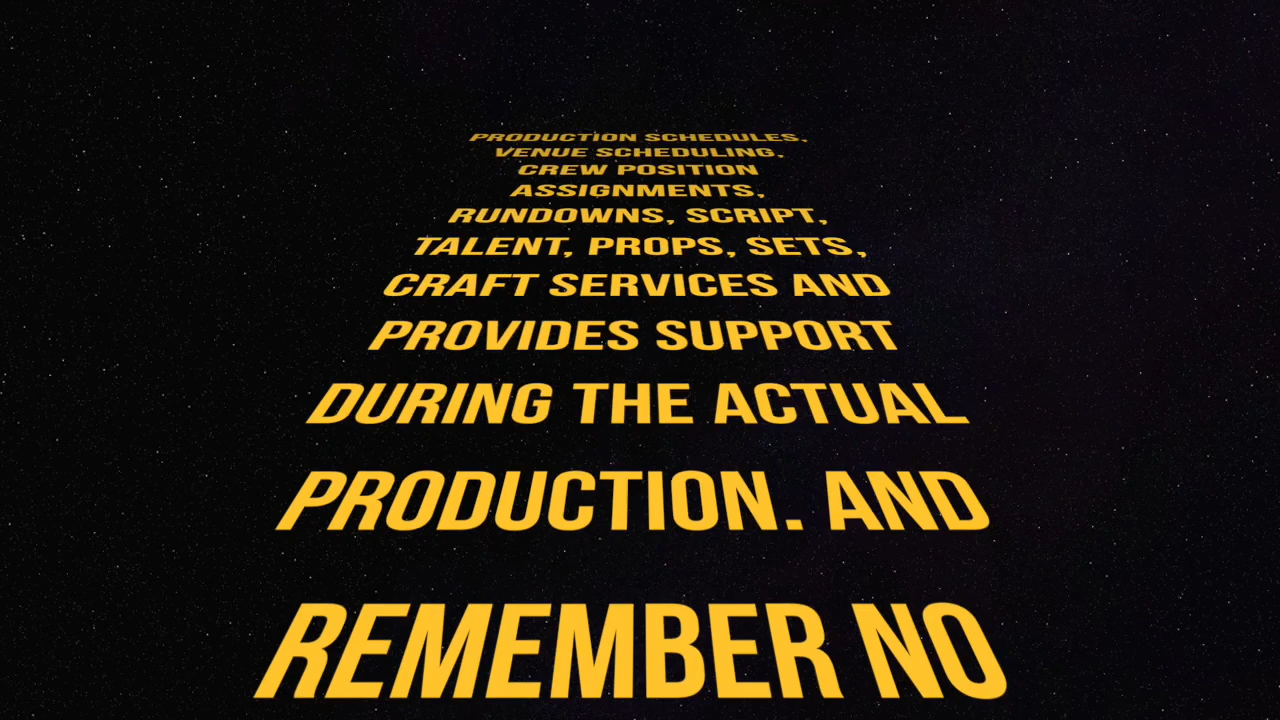 PRODUCTION SCHEDULES,
VENUE SCHEDULING,
CREW POSITION
ASSIGNMENTS,
RUNDOWNS, SCRIPT,
TALENT, PROPS, SETS,
CRAFT SERVICES AND
PROVIDES SUPPORT
DURING THE ACTUAL
PRODUCTION. AND
REMEMBER NO